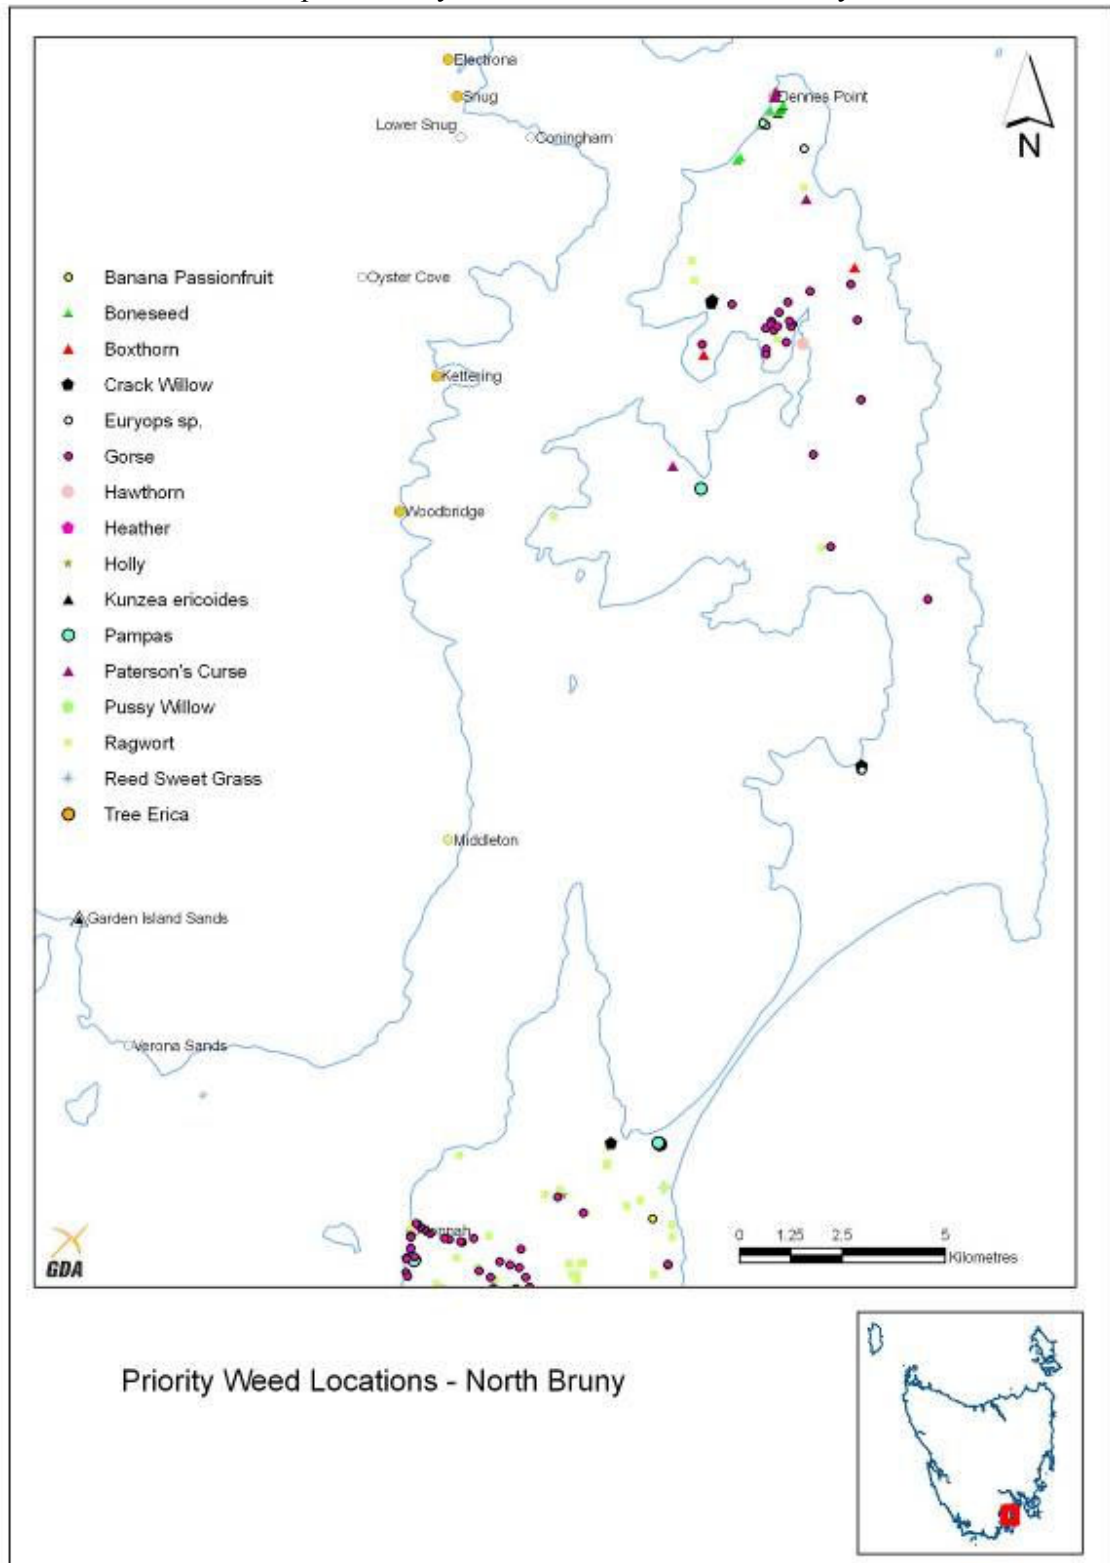 Electrona
Snug
Dennes Point
Lower Snug
Coningham
N
Banana Passionfruit
Oyster Cove
Boneseed
Boxthorn
Crack Willow
Kettering
Euryops sp.
Gorse
Hawthorn
Woodbridge
Heather
Holly
Kunzea ericoides
Pampas
Paterson's Curse
Pussy Willow
Ragwort
Reed Sweet Grass
Tree Erica
Middleton
Garden Island Sands
Verona Sands
0 1.25 2.5 5
Kilometres
GDA
Priority Weed Locations - North Bruny